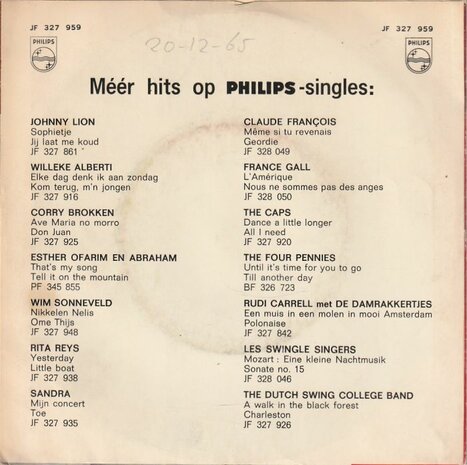 JF 327 959
JF 327 959
PHILIPS
PHILIPS
20-12-65
Méér hits op PHILIPS-singles:
JOHNNY LION
Sophietje
Jij laat me koud
JF 327 861
WILLEKE ALBERTI
Elke dag denk ik aan zondag
Kom terug, m'n jongen
JF 327 916
CORRY BROKKEN
Ave Maria no morro
Don Juan
JF 327 925
ESTHER OFARIM EN ABRAHAM
That's my song
Tell it on the mountain
PF 345 855
WIM SONNEVELD
Nikkelen Nelis
Ome Thijs
JF 327 948
RITA REYS
Yesterday
Little boat
JF 327 938
SANDRA
Mijn concert
Toe
JF 327 935
CLAUDE FRANÇOIS
Même si tu revenais
Geordie
JF 328 049
FRANCE GALL
L'Amérique
Nous ne sommes pas des anges
JF 328 050
THE CAPS
Dance a little longer
All I need
JF 327 920
THE FOUR PENNIES
Until it's time for you to go
Till another day
BF 326 723
RUDI CARRELL met DE DAMRAKKERTJES
Een muis in een molen in mooi Amsterdam
Polonaise
JF 327 842
LES SWINGLE SINGERS
Mozart : Eine kleine Nachtmusik
Sonate no. 15
JF 328 046
THE DUTCH SWING COLLEGE BAND
A walk in the black forest
Charleston
JF 327 926